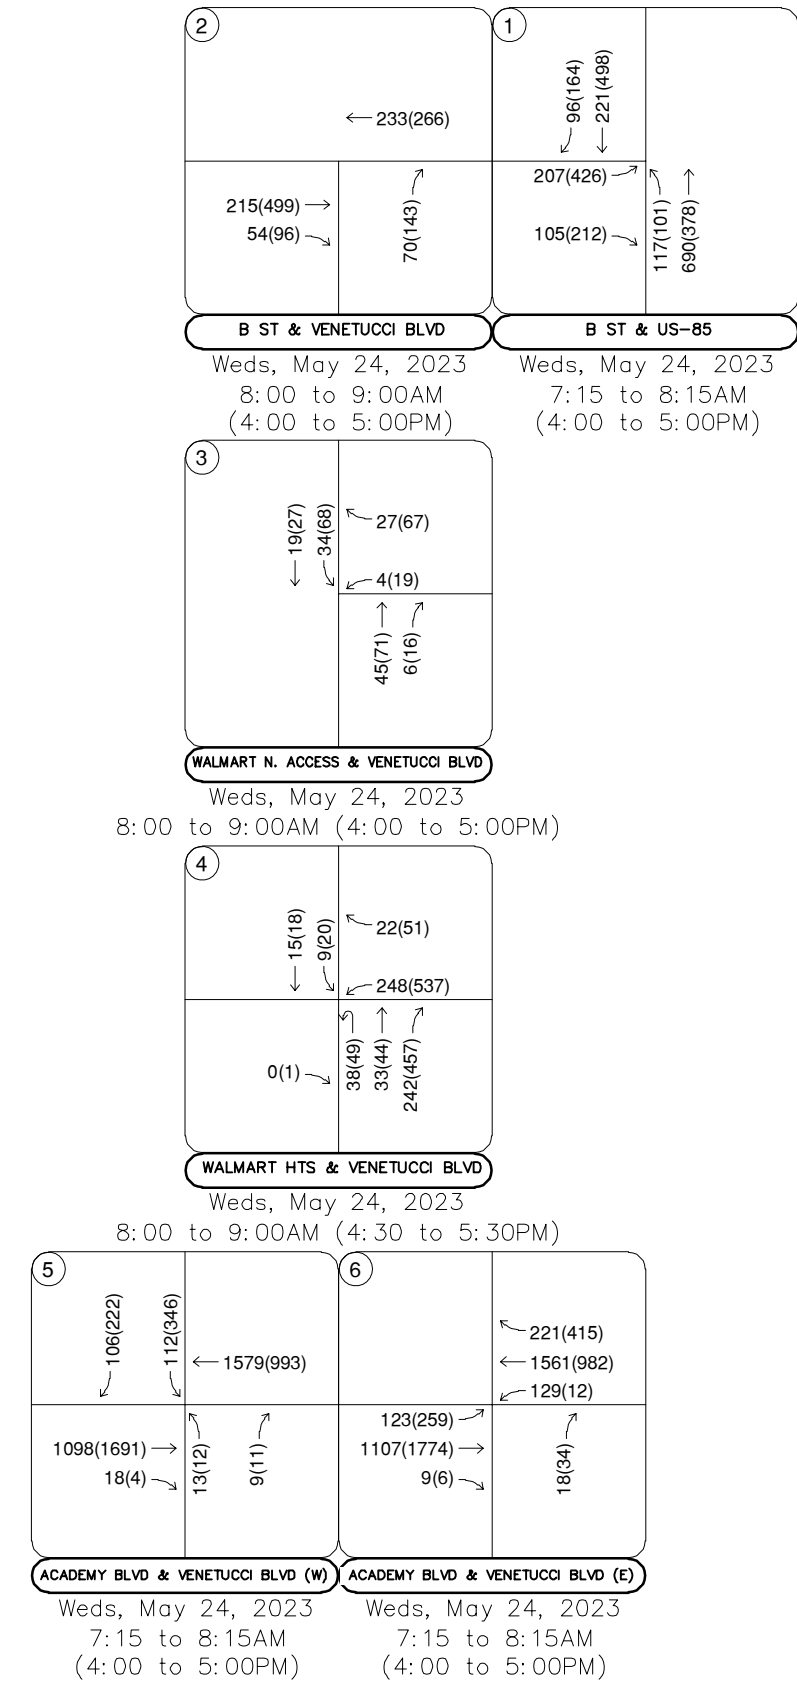 2
233(266)
215(499)
54(96)
70(143)
B ST & VENETUCCI BLVD
Weds, May 24, 2023
8:00 to 9:00AM
(4:00 to 5:00PM)
1
96(164)
221(498)
207(426)
105(212)
117(101)
690(378)
B ST & US-85
Weds, May 24, 2023
7:15 to 8:15AM
(4:00 to 5:00PM)
3
19(27)
34(68)
27(67)
4(19)
45(71)
6(16)
WALMART N. ACCESS & VENETUCCI BLVD
Weds, May 24, 2023
8:00 to 9:00AM (4:00 to 5:00PM)
4
15(18)
9(20)
22(51)
248(537)
0(1)
38(49)
33(44)
242(457)
WALMART HTS & VENETUCCI BLVD
Weds, May 24, 2023
8:00 to 9:00AM (4:30 to 5:30PM)
5
106(222)
112(346)
1579(993)
1098(1691)
18(4)
13(12)
9(11)
ACADEMY BLVD & VENETUCCI BLVD (W)
Weds, May 24, 2023
7:15 to 8:15AM
(4:00 to 5:00PM)
6
221(415)
1561(982)
129(12)
123(259)
1107(1774)
9(6)
18(34)
ACADEMY BLVD & VENETUCCI BLVD (E)
Weds, May 24, 2023
7:15 to 8:15AM
(4:00 to 5:00PM)